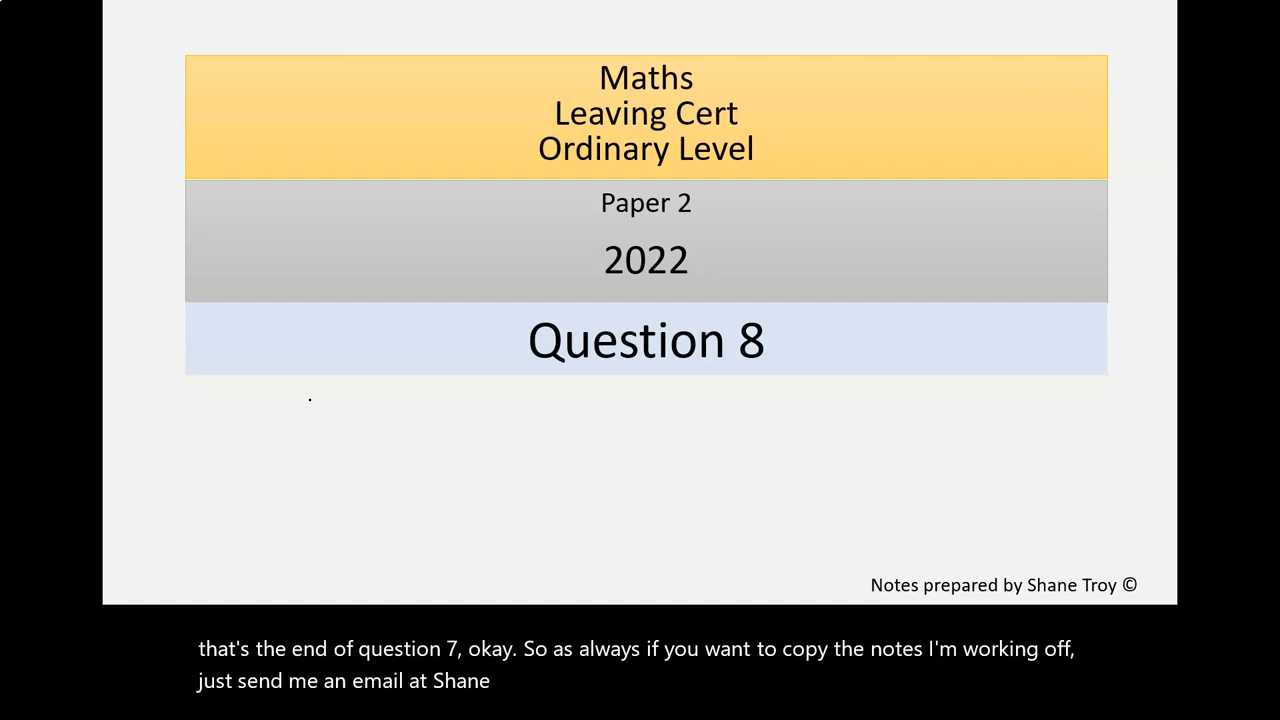 Maths
Leaving Cert
Ordinary Level
Paper 2
2022
Question 8
Notes prepared by Shane Troy ©
that's the end of question 7, okay. So as always if you want to copy the notes I'm working off,
just send me an email at Shane